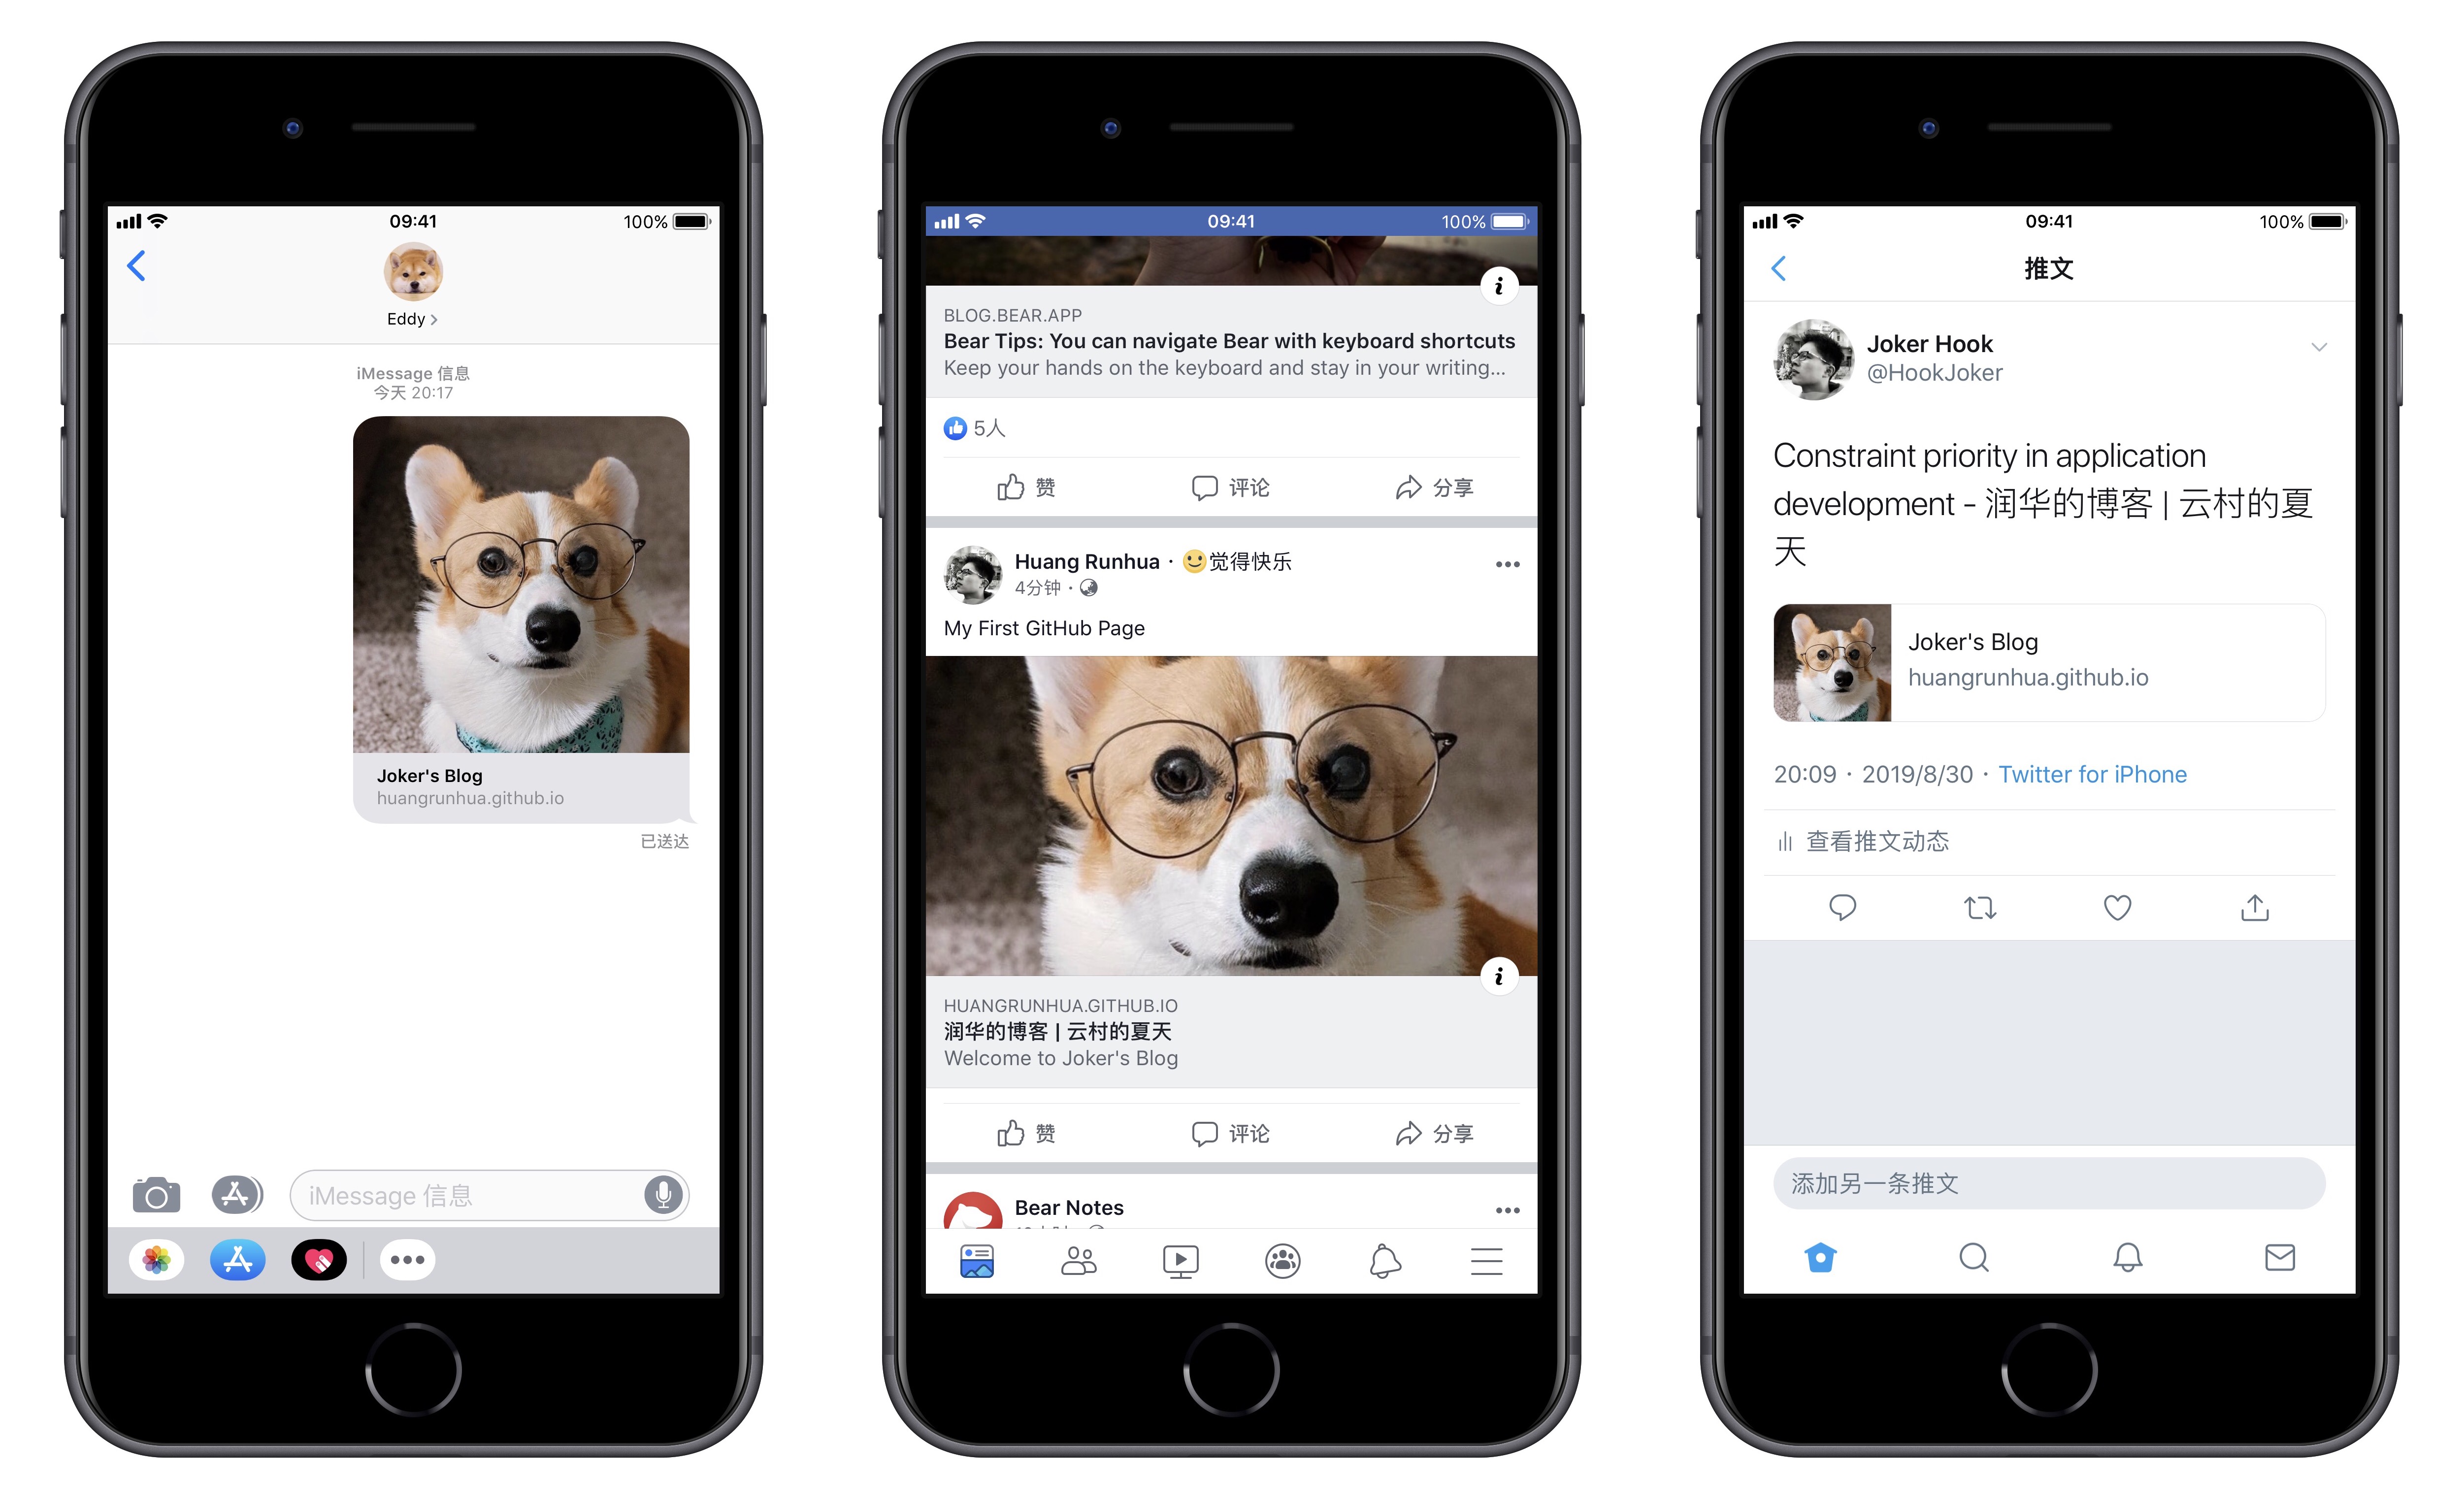 09:41
100%
Eddy
iMessage 信息
今天 20:17
Joker's Blog
huangrunhua.github.io
已送达
iMessage 信息
09:41
100%
BLOG.BEAR.APP
Bear Tips: You can navigate Bear with keyboard shortcuts
Keep your hands on the keyboard and stay in your writing...
5人
赞
评论
分享
Huang Runhua · 觉得快乐
4分钟 ·
My First GitHub Page
HUANGRUNHUA.GITHUB.IO
润华的博客 | 云村的夏天
Welcome to Joker's Blog
赞
评论
分享
Bear Notes
09:41
100%
推文
Joker Hook
@HookJoker
Constraint priority in application
development - 润华的博客 | 云村的夏
天
Joker's Blog
huangrunhua.github.io
20:09 · 2019/8/30 · Twitter for iPhone
查看推文动态
添加另一条推文